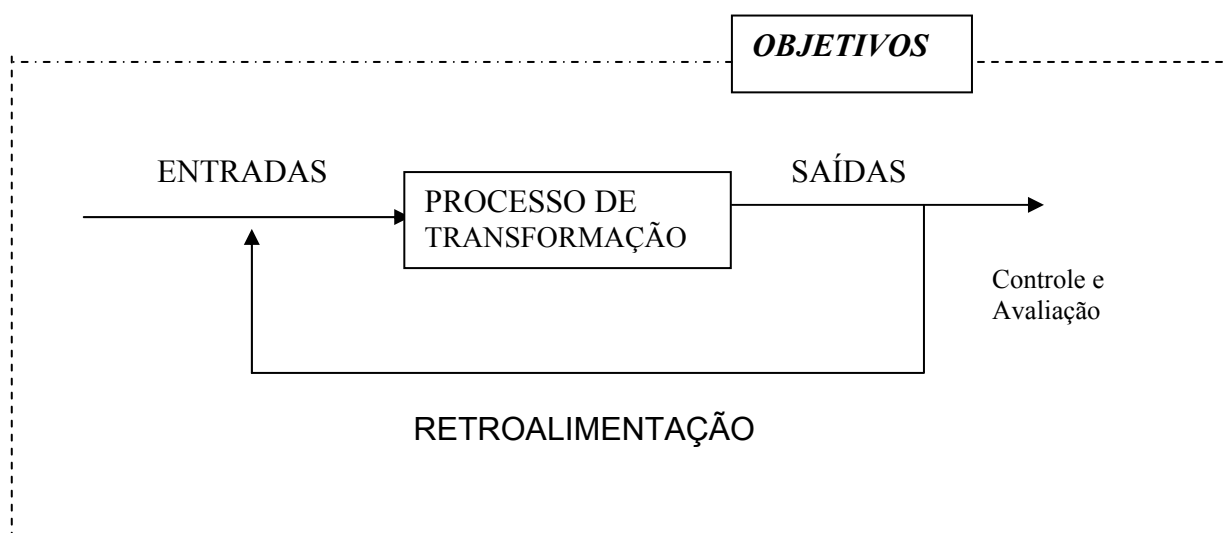 OBJETIVOS
ENTRADAS
SAÍDAS
PROCESSO DE
TRANSFORMAÇÃO
Controle e
Avaliação
RETROALIMENTAÇÃO